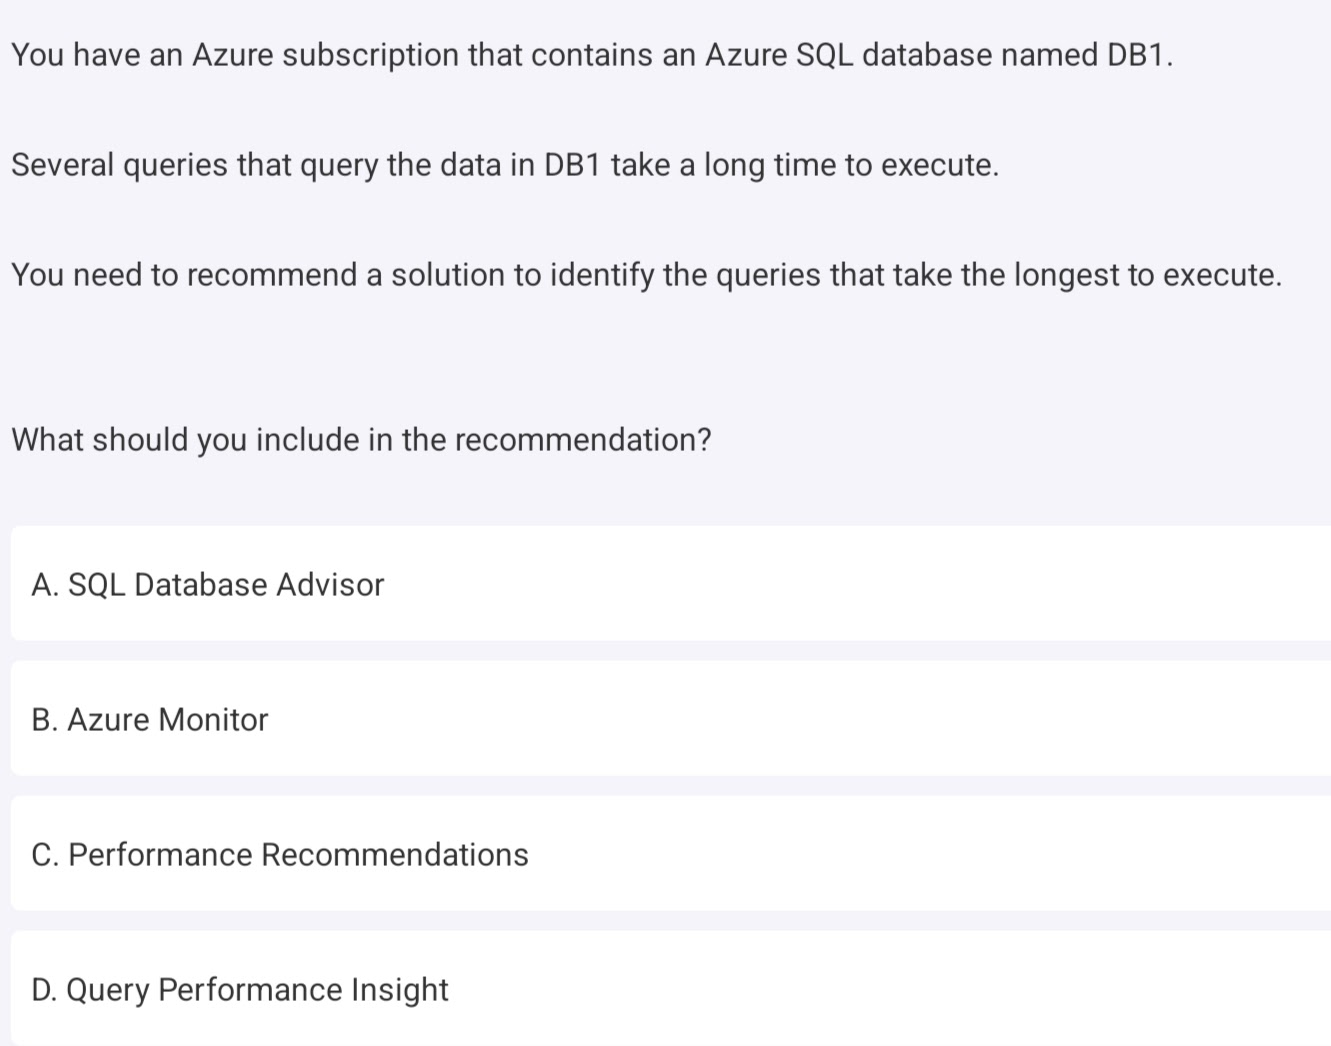 You have an Azure subscription that contains an Azure SQL database named DB1.
Several queries that query the data in DB1 take a long time to execute.
You need to recommend a solution to identify the queries that take the longest to execute.
What should you include in the recommendation?
A. SQL Database Advisor
B. Azure Monitor
C. Performance Recommendations
D. Query Performance Insight